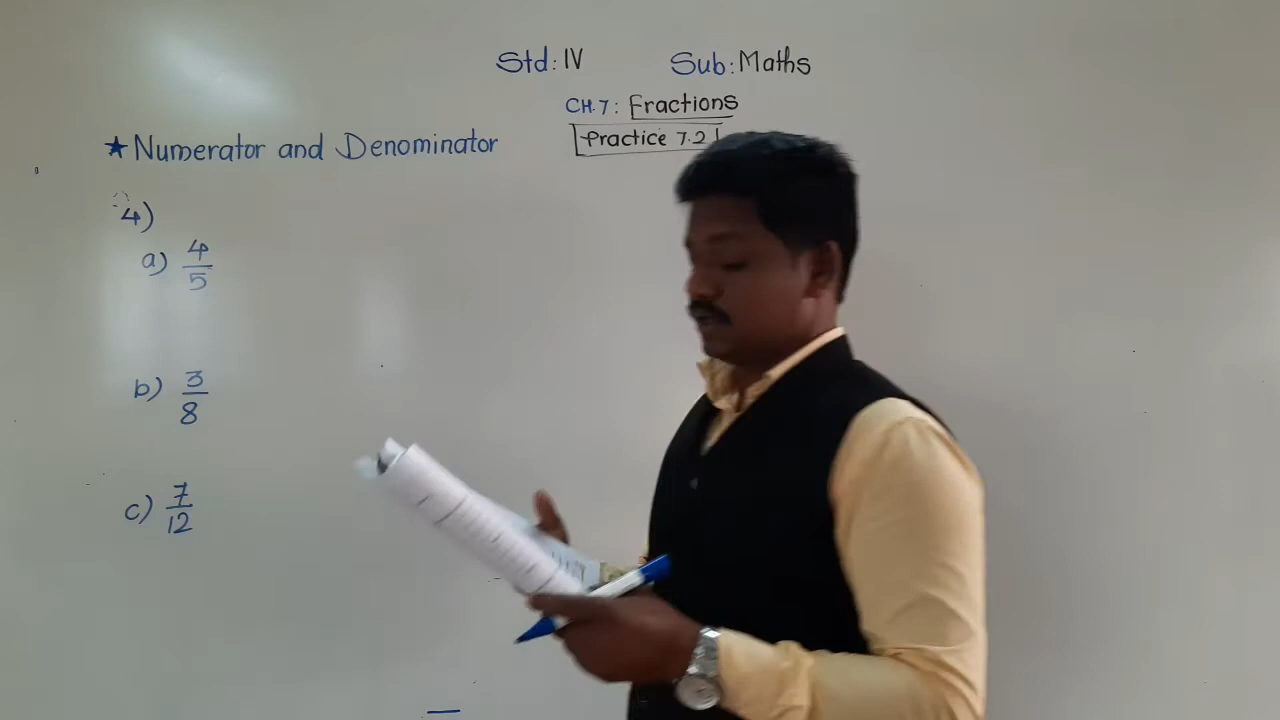 Std: IV Sub: Maths
CH.7: Fractions
Practice 7.2
★ Numerator and Denominator
4)
a) 4/5
b) 3/8
c) 7/12